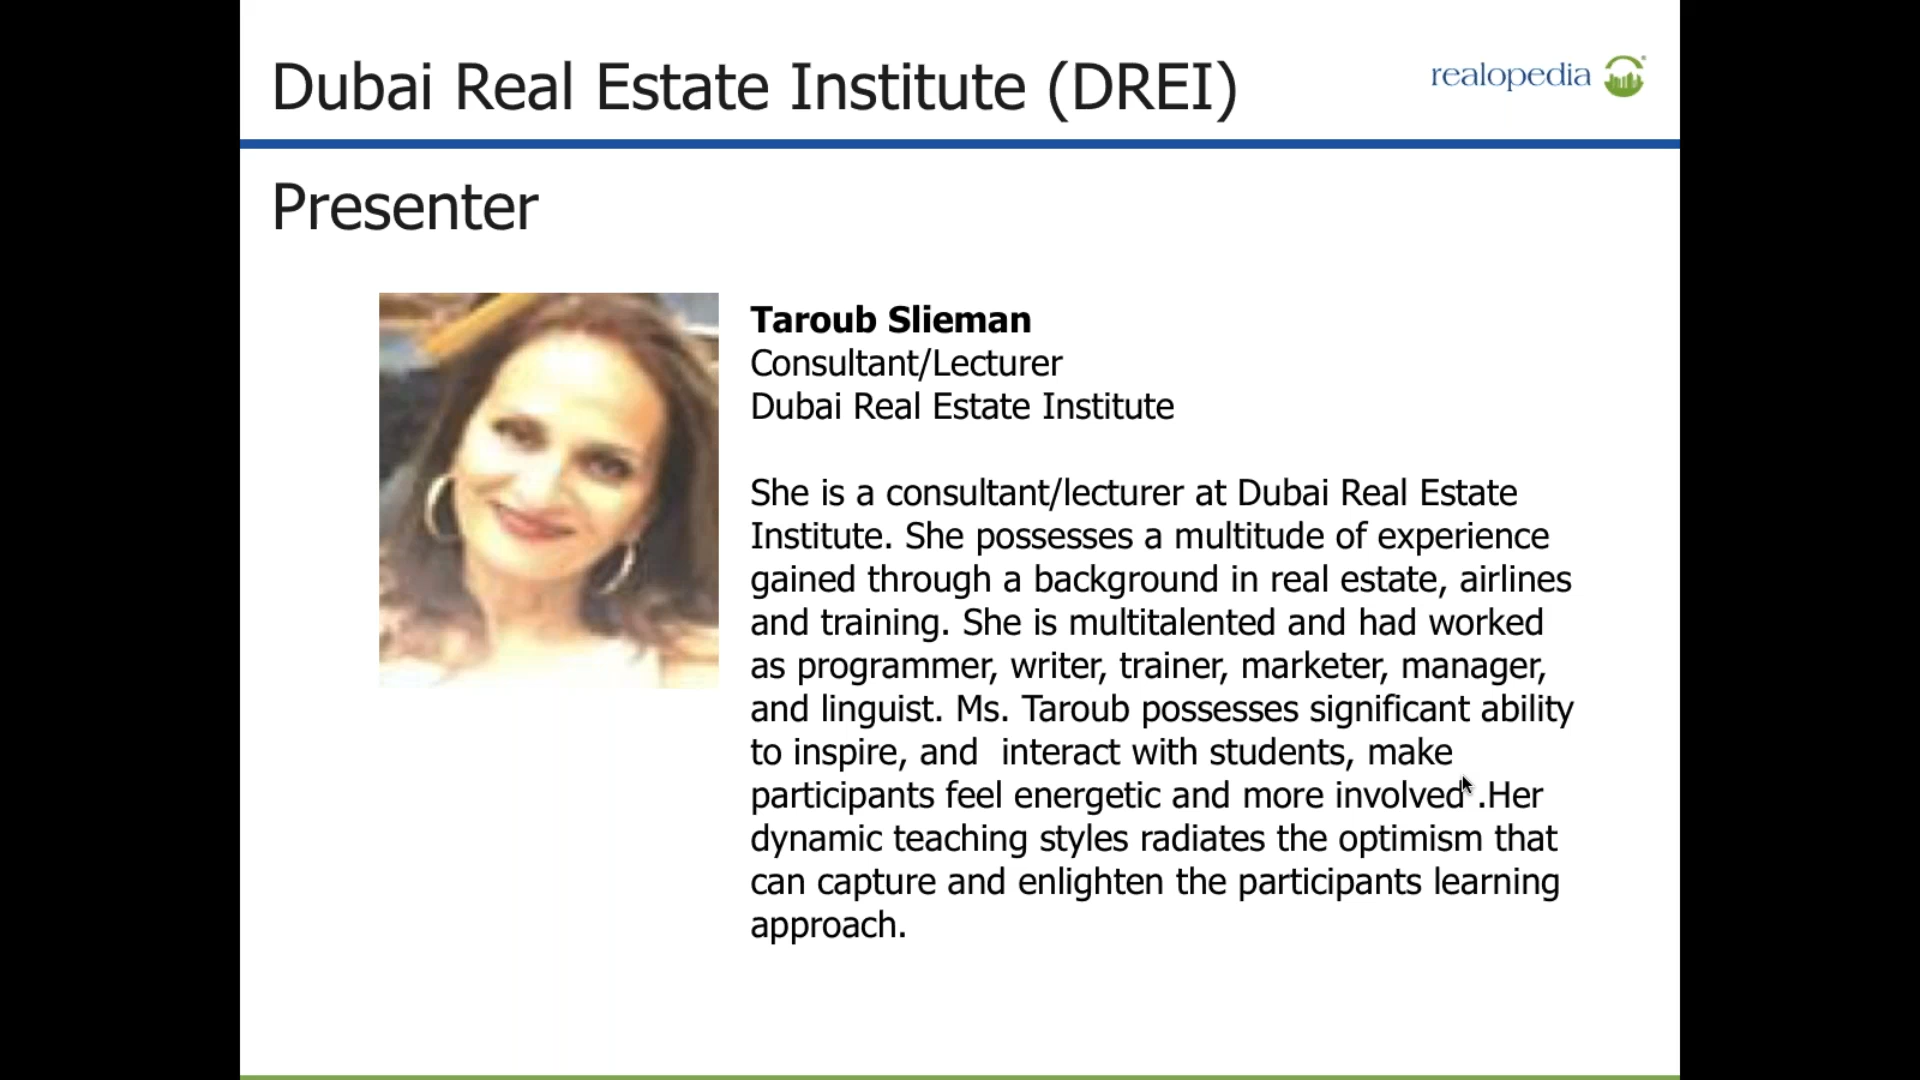 Dubai Real Estate Institute (DREI)
realopedia
Presenter
Taroub Slieman
Consultant/Lecturer
Dubai Real Estate Institute
She is a consultant/lecturer at Dubai Real Estate
Institute. She possesses a multitude of experience
gained through a background in real estate, airlines
and training. She is multitalented and had worked
as programmer, writer, trainer, marketer, manager,
and linguist. Ms. Taroub possesses significant ability
to inspire, and  interact with students, make
participants feel energetic and more involved .Her
dynamic teaching styles radiates the optimism that
can capture and enlighten the participants learning
approach.